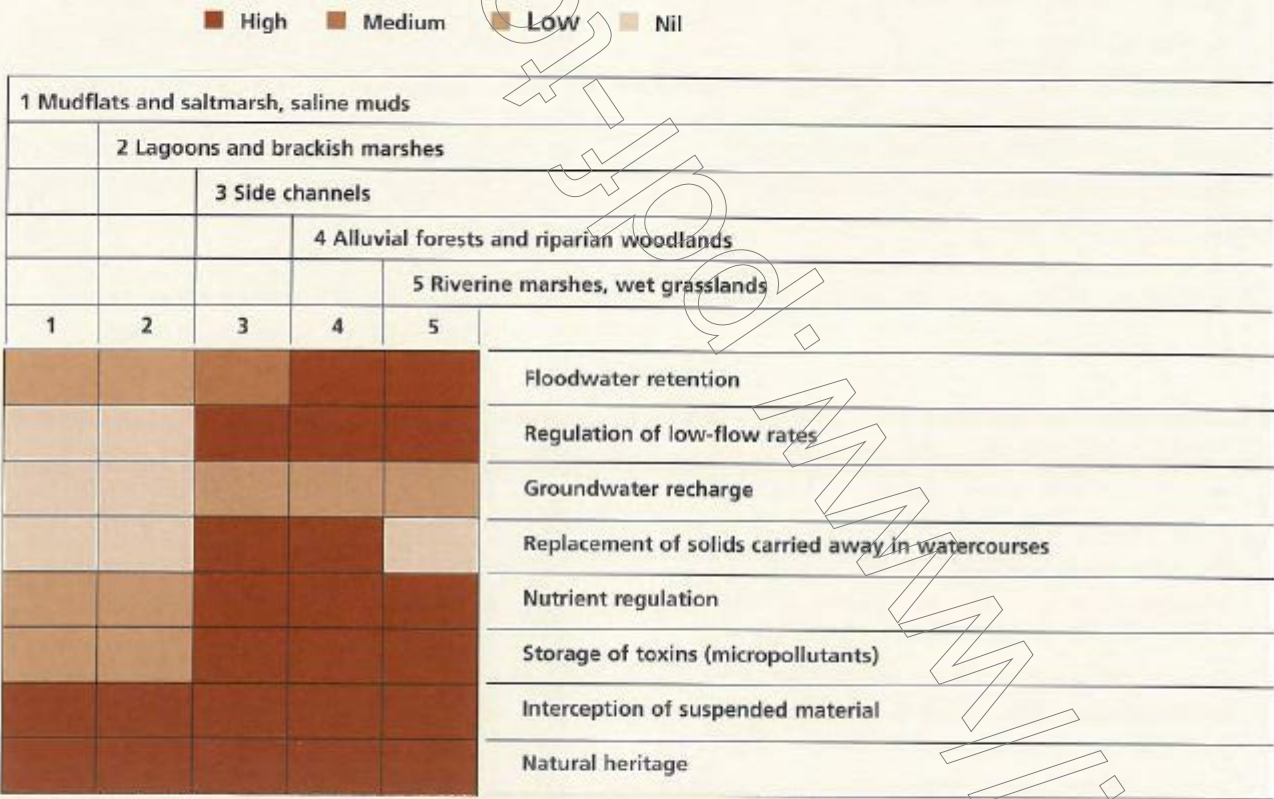 High Medium Low Nil
1 Mudflats and saltmarsh, saline muds
2 Lagoons and brackish marshes
3 Side channels
4 Alluvial forests and riparian woodlands
5 Riverine marshes, wet grasslands
1 2 3 4 5
Floodwater retention
Regulation of low-flow rates
Groundwater recharge
Replacement of solids carried away in watercourses
Nutrient regulation
Storage of toxins (micropollutants)
Interception of suspended material
Natural heritage